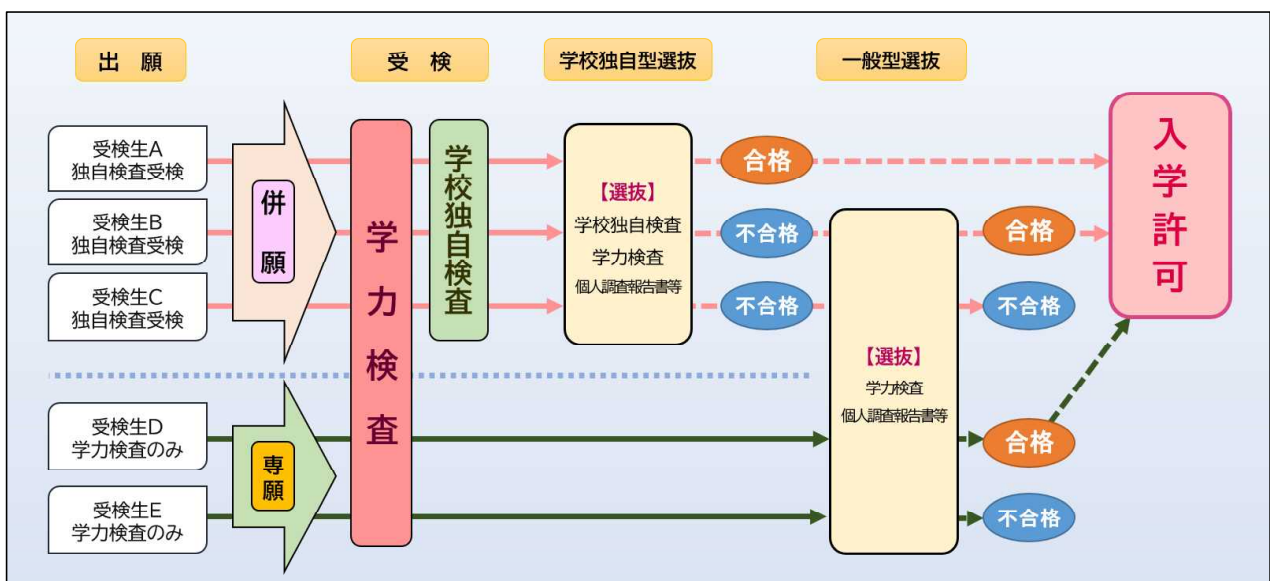 出　願
受　検
学校独自型選抜
一般型選抜
受検生A
独自検査受検
受検生B
独自検査受検
受検生C
独自検査受検
併
願
学力検査
学校独自検査
【選抜】
学校独自検査
学力検査
個人調査報告書等
合格
不合格
不合格
合格
不合格
入学許可
受検生D
学力検査のみ
受検生E
学力検査のみ
専
願
【選抜】
学力検査
個人調査報告書等
合格
不合格